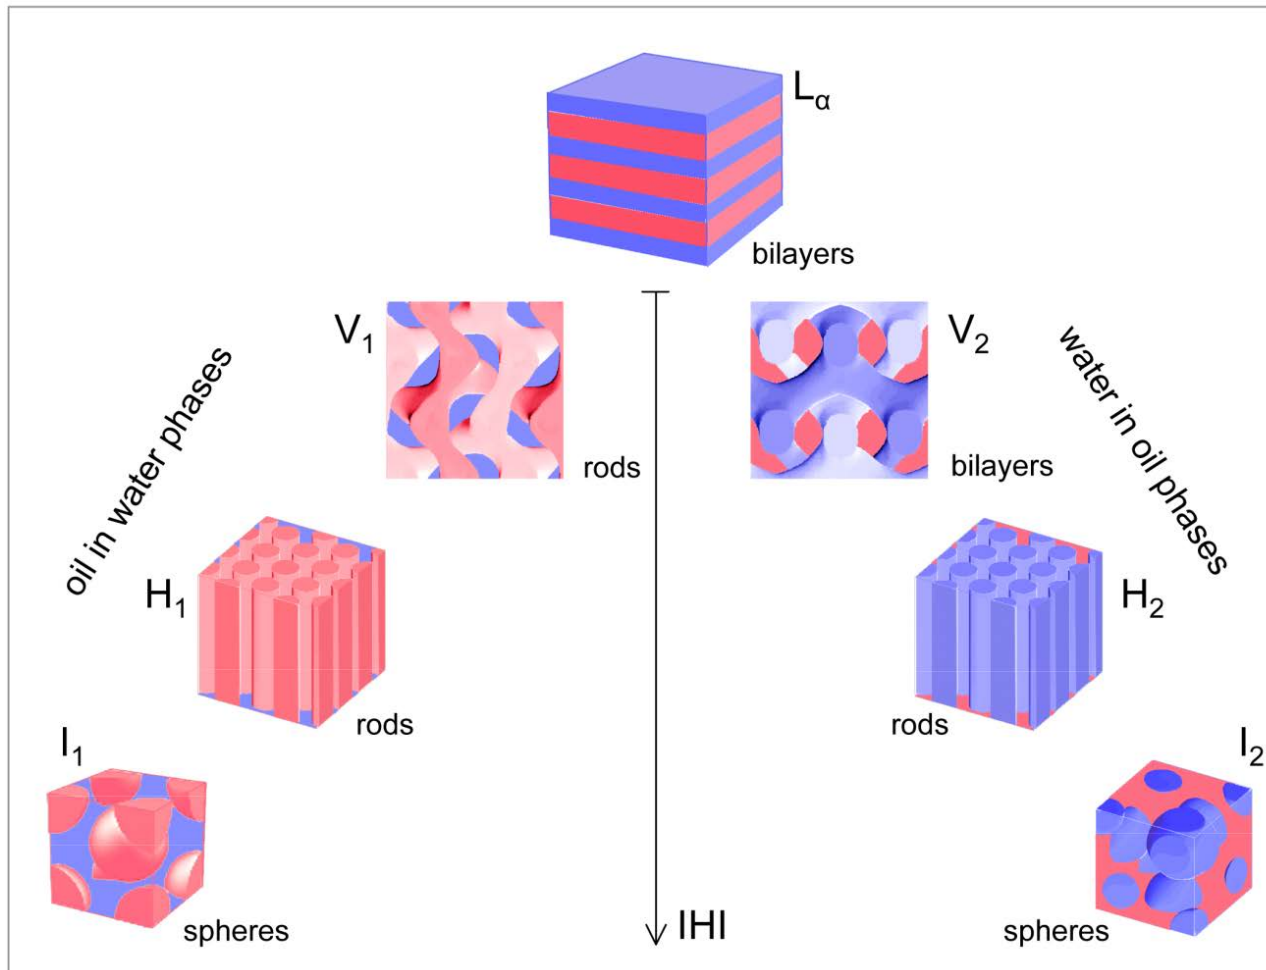 Lα
bilayers
V1
rods
V2
bilayers
oil in water phases
water in oil phases
H1
rods
H2
rods
I1
spheres
I2
spheres
IHI